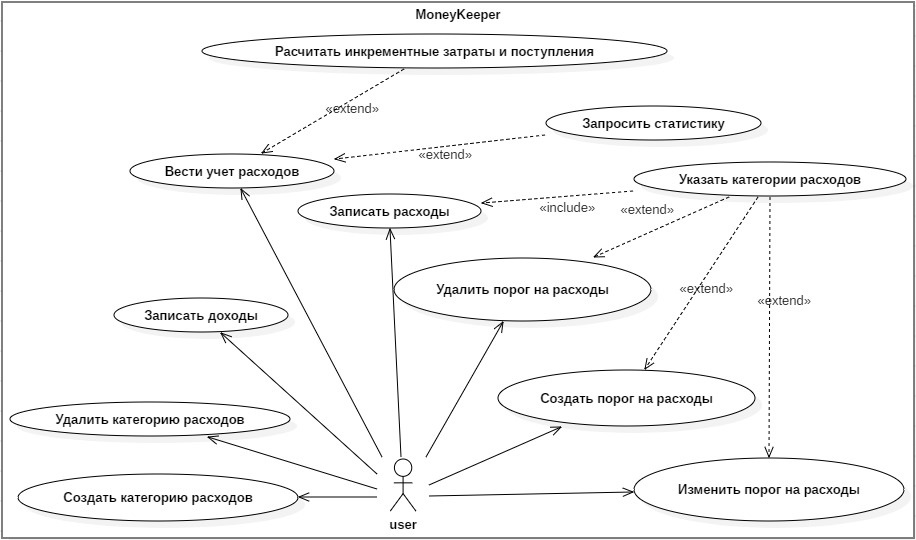 MoneyKeeper
Расчитать инкрементные затраты и поступления
«extend»
Запросить статистику
«extend»
Вести учет расходов
Указать категории расходов
Записать расходы
«include»
«extend»
Удалить порог на расходы
«extend»
«extend»
Записать доходы
Создать порог на расходы
Удалить категорию расходов
Создать категорию расходов
Изменить порог на расходы
user